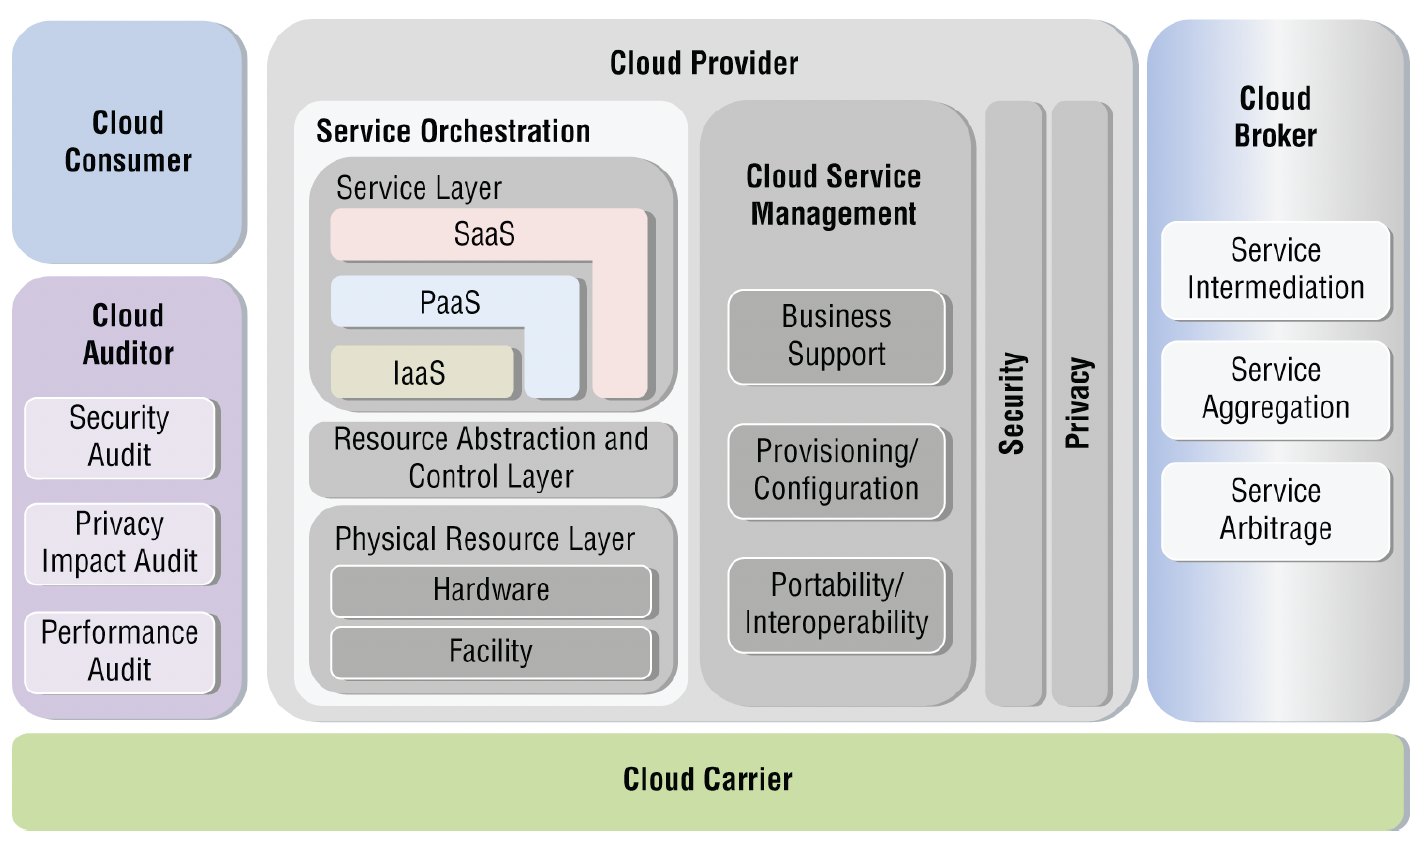 Cloud
Consumer
Cloud
Auditor
Security
Audit
Privacy
Impact Audit
Performance
Audit
Cloud Provider
Service Orchestration
Service Layer
SaaS
PaaS
IaaS
Resource Abstraction and
Control Layer
Physical Resource Layer
Hardware
Facility
Cloud Service
Management
Business
Support
Provisioning/
Configuration
Portability/
Interoperability
Security
Privacy
Cloud
Broker
Service
Intermediation
Service
Aggregation
Service
Arbitrage
Cloud Carrier